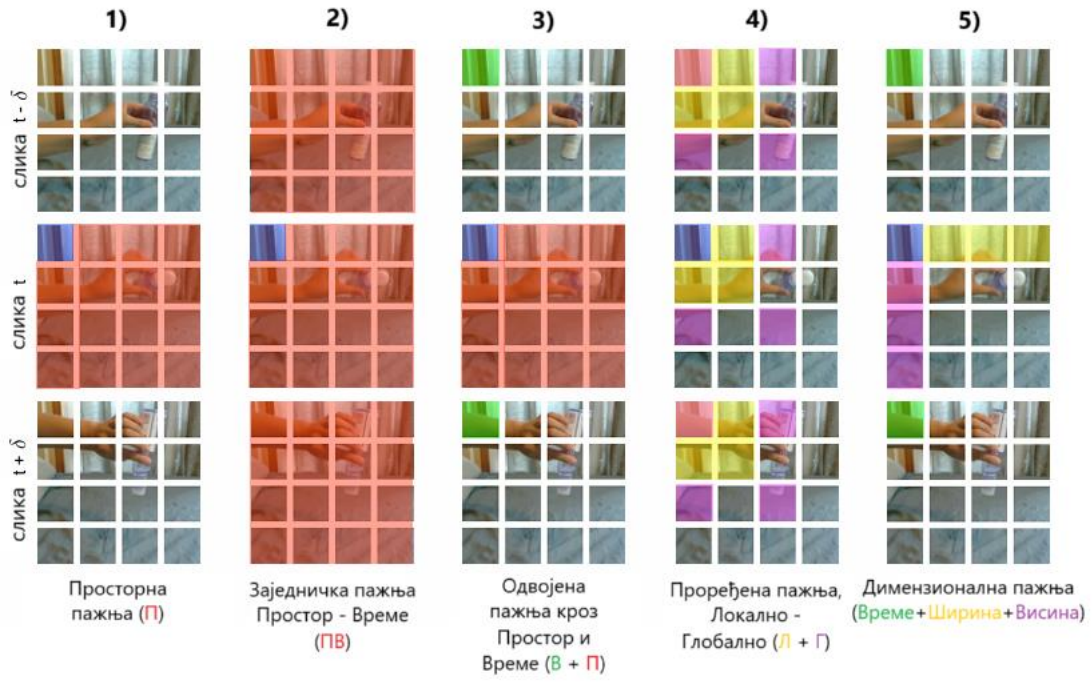 1) 2) 3) 4) 5)
слика t - δ
слика t
слика t + δ
Просторна
пажња (П)
Заједничка пажња
Простор - Време
(ПВ)
Одвојена
пажња кроз
Простор и
Време (В + П)
Проређена пажња,
Локално -
Глобално (Л + Г)
Димензионална пажња
(Време+Ширина+Висина)